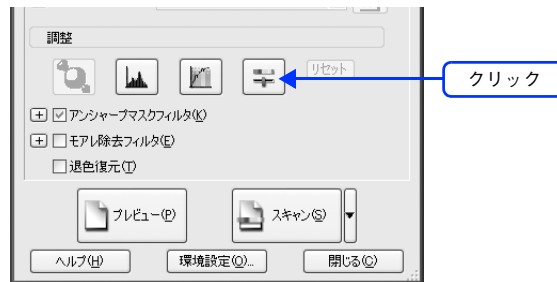 調整
リセット
クリック
アンシャープマスクフィルタ(K)
モアレ除去フィルタ(E)
退色復元(T)
プレビュー(P)
スキャン(S)
ヘルプ(H)
環境設定(O)...
閉じる(C)